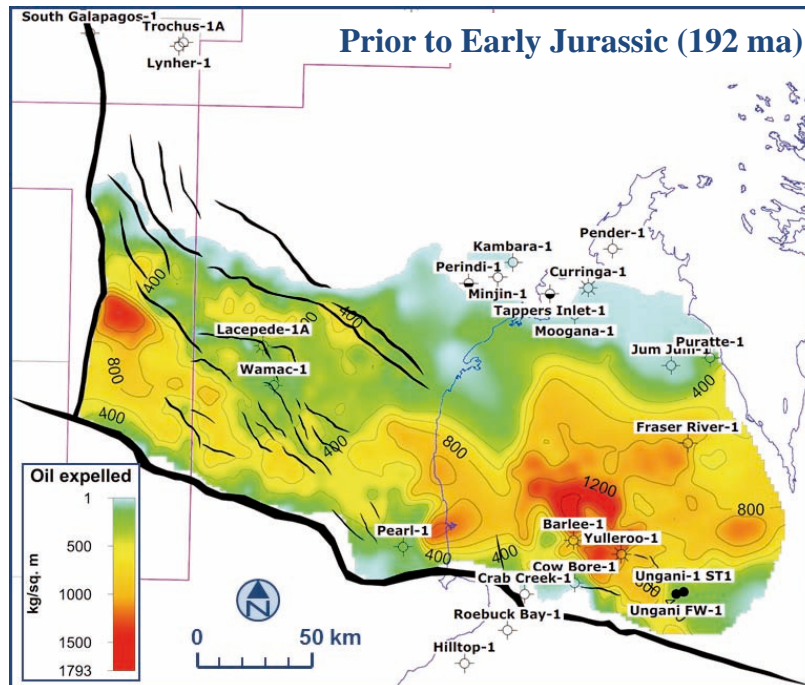 South Galapagos-1
Trochus-1A
Lynher-1
Prior to Early Jurassic (192 ma)
Pender-1
Kambara-1
Perindi-1
Curringa-1
Minjin-1
400
Tappers Inlet-1
400
Moogana-1
Lacepede-1A
Puratte-1
Jum Jum-1
800
Wamac-1
400
400
Fraser River-1
400
800
Oil expelled
1200
1
800
Barlee-1
Pearl-1
Yulleroo-1
500
400
400
Cow Bore-1
Ungani-1 ST1
kg/sq. m
Crab Creek-1
1000
N
Ungani FW-1
Roebuck Bay-1
0
50 km
1500
Hilltop-1
1793